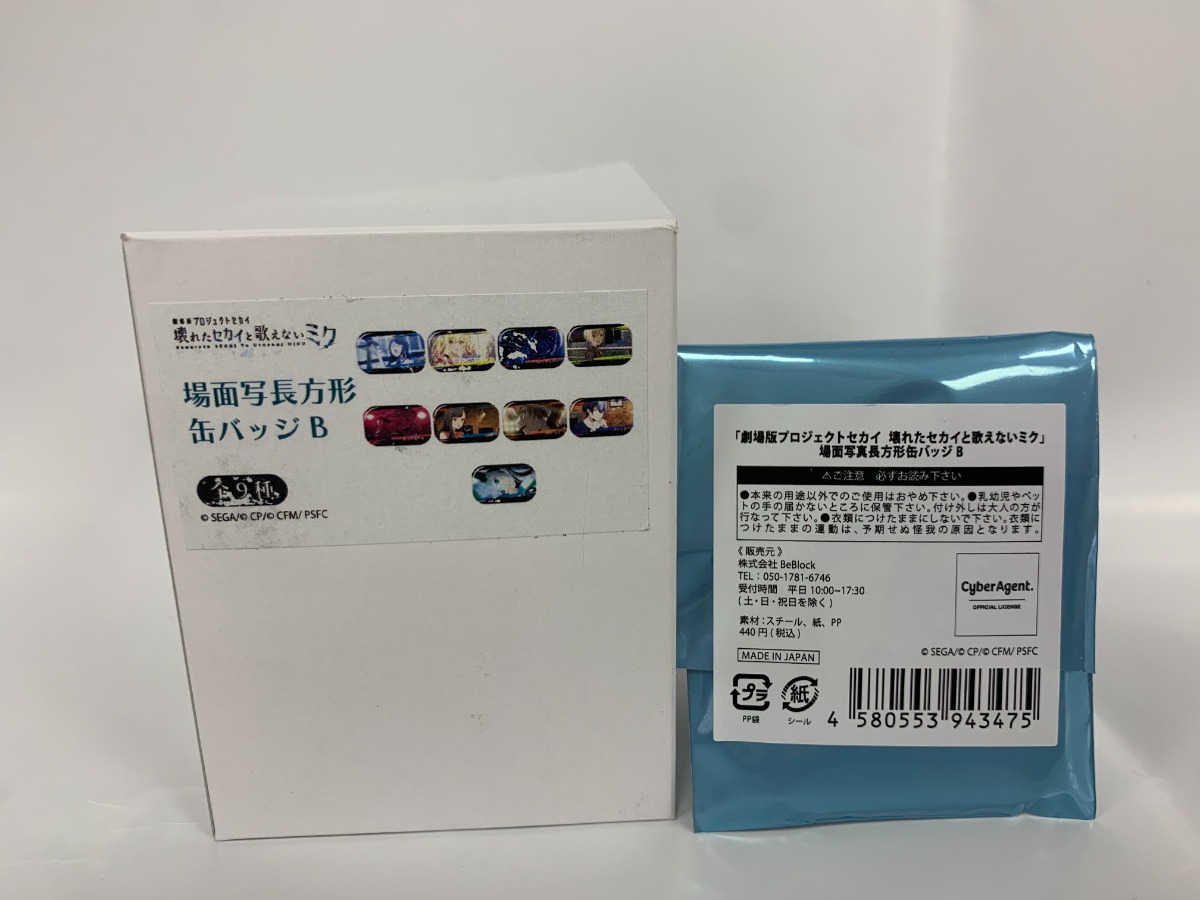 劇場版プロジェクトセカイ
壊れたセカイと歌えないミク
場面写長方形
缶バッジ B
全9種
© SEGA/© CP/© CFM/ PSFC
「劇場版プロジェクトセカイ 壊れたセカイと歌えないミク」
場面写真長方形缶バッジ B
⚠ご注意 必ずお読み下さい
●本来の用途以外でのご使用はおやめ下さい。●乳幼児やペッ
トの手の届かないところに保管下さい。付け外しは大人の方が
行なって下さい。●衣類につけたままにしないで下さい。衣類に
つけたままの運動は、予期せぬ怪我の原因となります。
《 販売元 》
株式会社 BeBlock
TEL : 050-1781-6746
受付時間 平日 10:00~17:30
( 土・日・祝日を除く )
素材 : スチール、紙、PP
440円 ( 税込 )
CyberAgent.
OFFICIAL LICENSE
MADE IN JAPAN
© SEGA/© CP/© CFM/ PSFC
プラ
PP袋
紙
シール
4 580553 943475